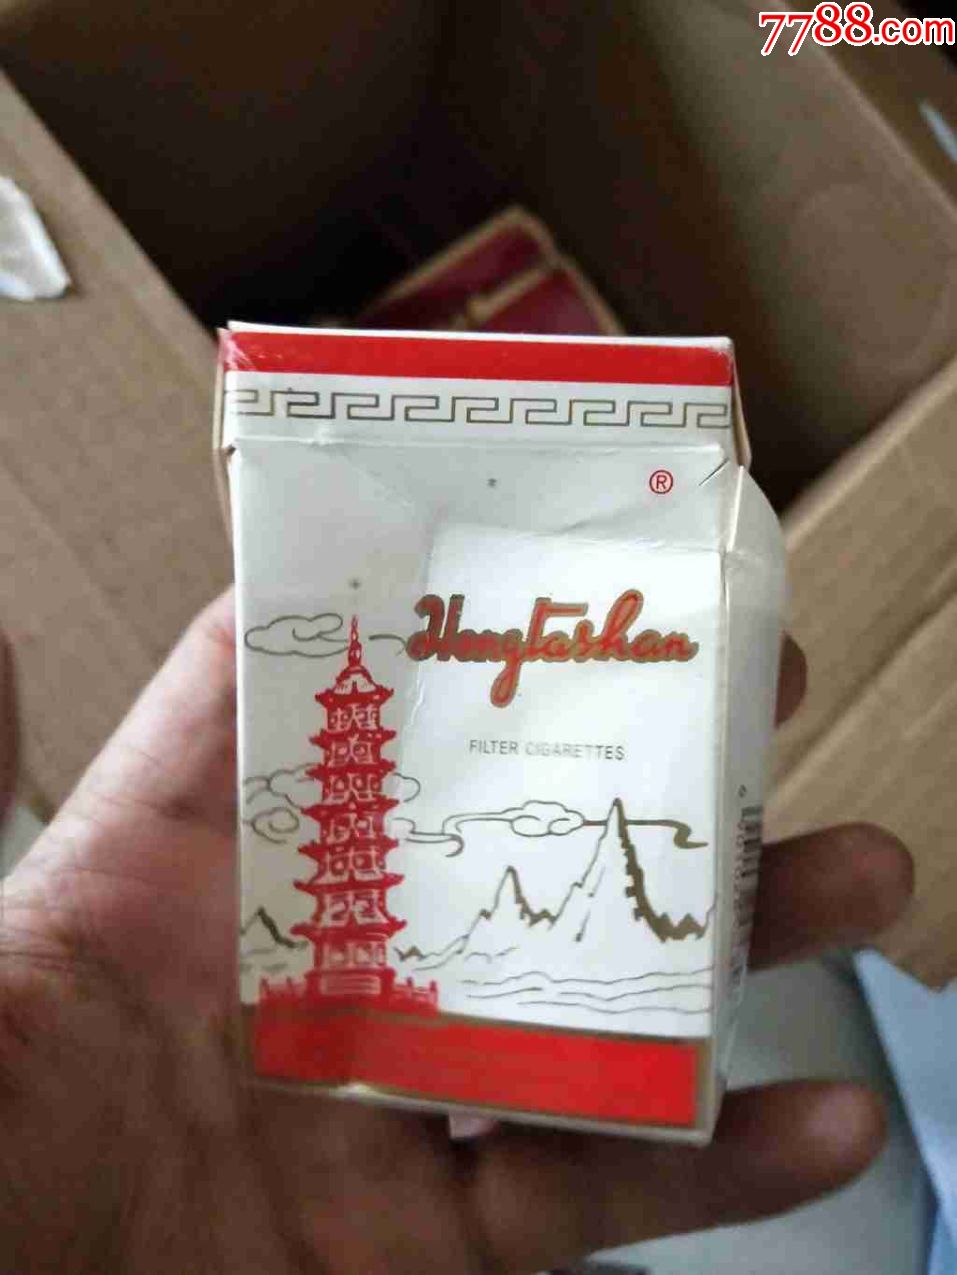 7788.com
®
Hongtashan
FILTER CIGARETTES